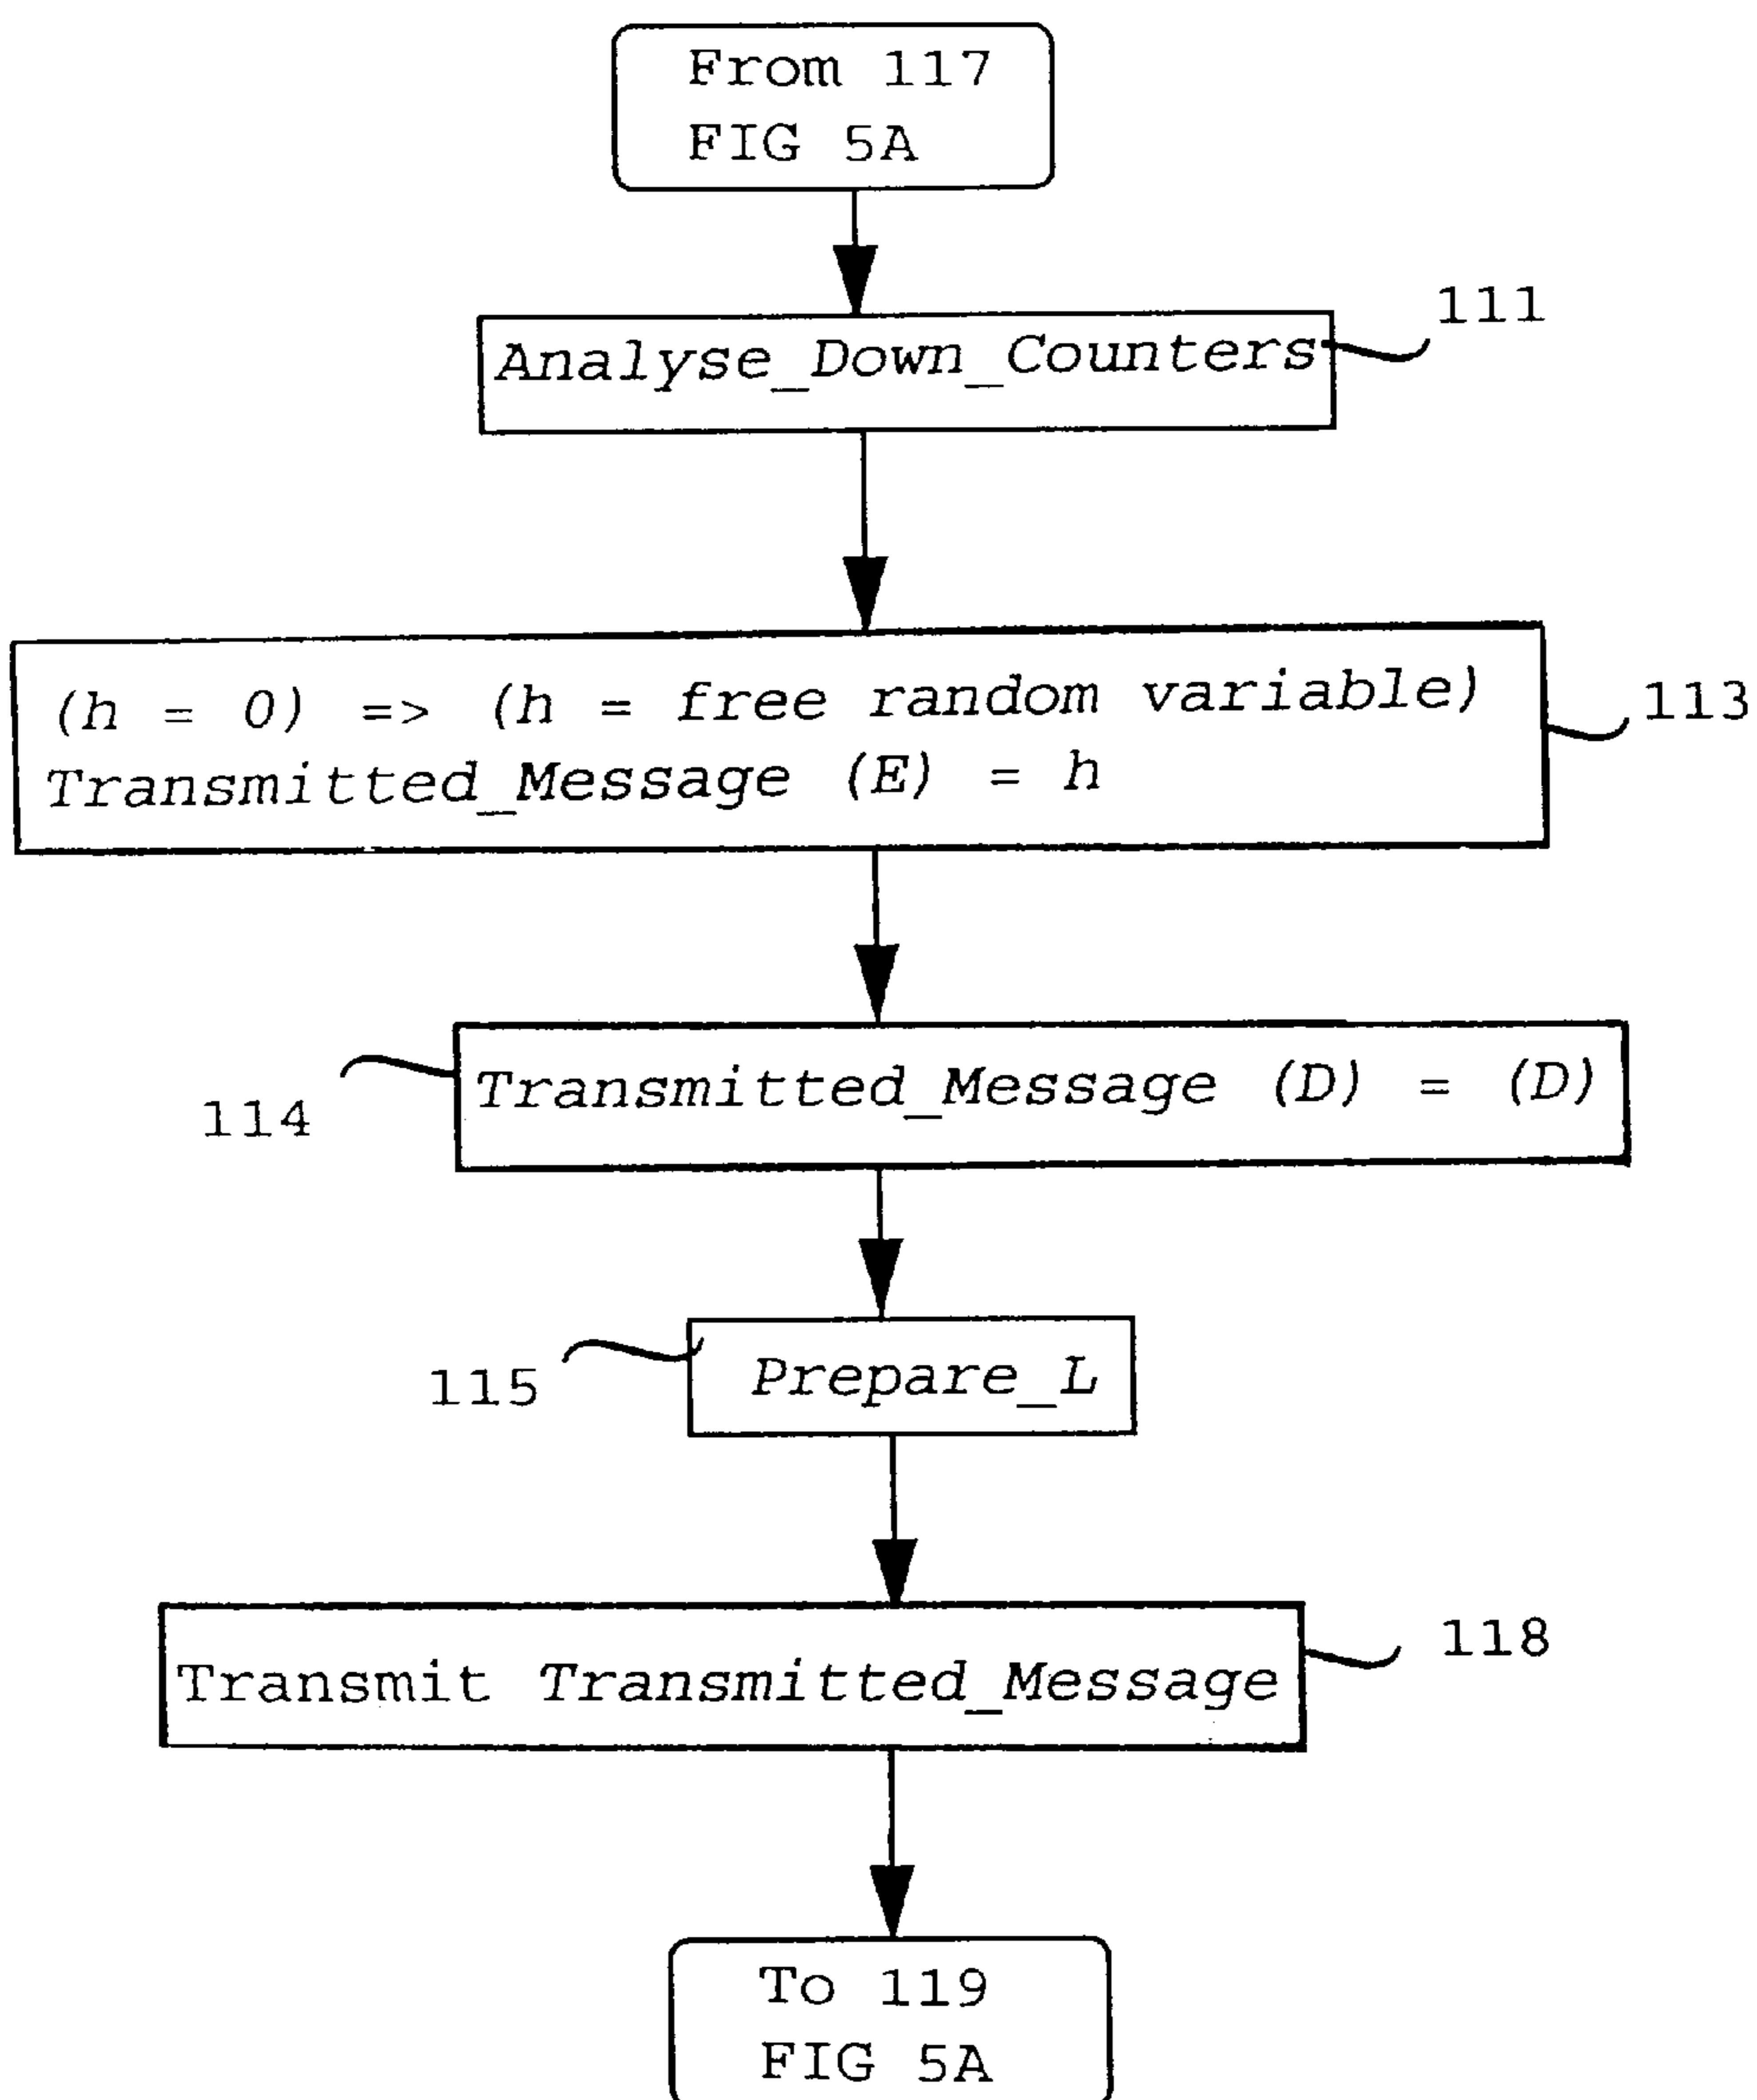 From 117
FIG 5A
Analyse_Down_Counters
111
(h = 0) => (h = free random variable)
Transmitted_Message (E) = h
113
Transmitted_Message (D) = (D)
114
Prepare_L
115
Transmit Transmitted_Message
118
To 119
FIG 5A